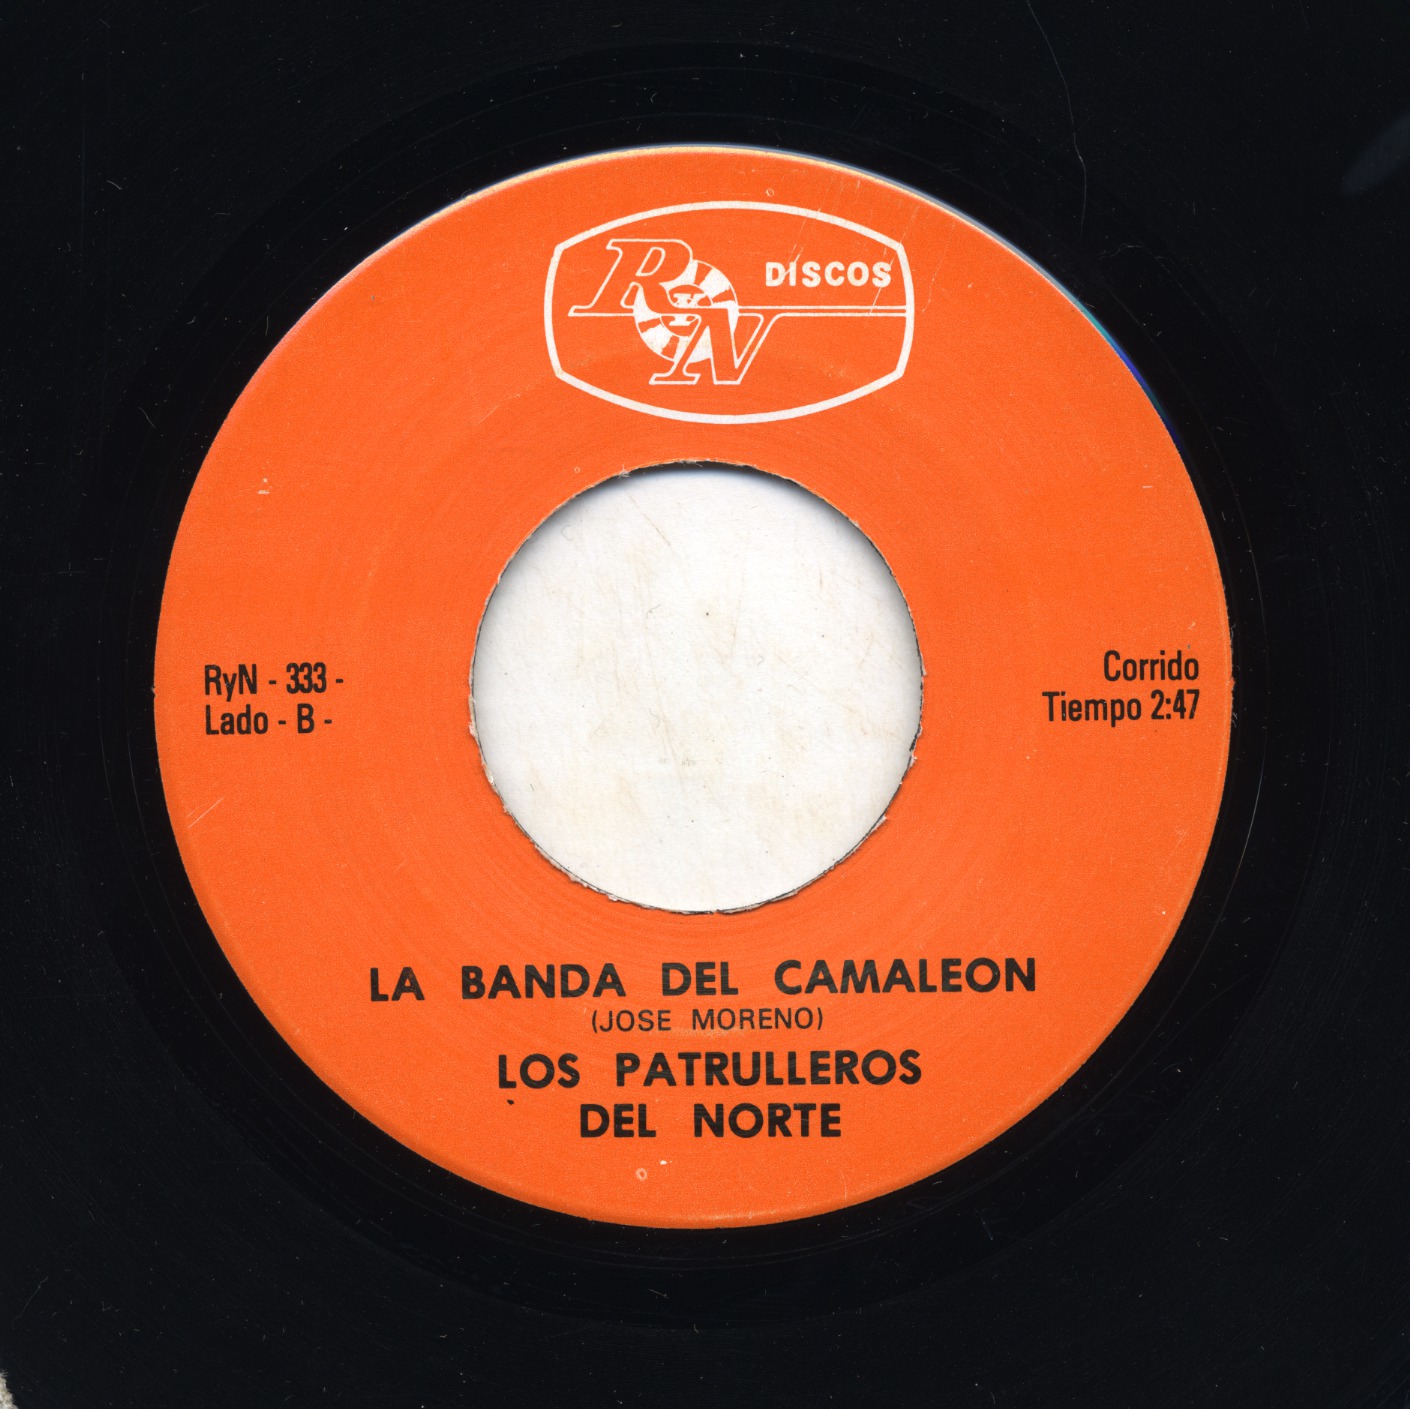 RyN DISCOS
RyN - 333 -
Lado - B -
Corrido
Tiempo 2:47
LA BANDA DEL CAMALEON
(JOSE MORENO)
LOS PATRULLEROS
DEL NORTE